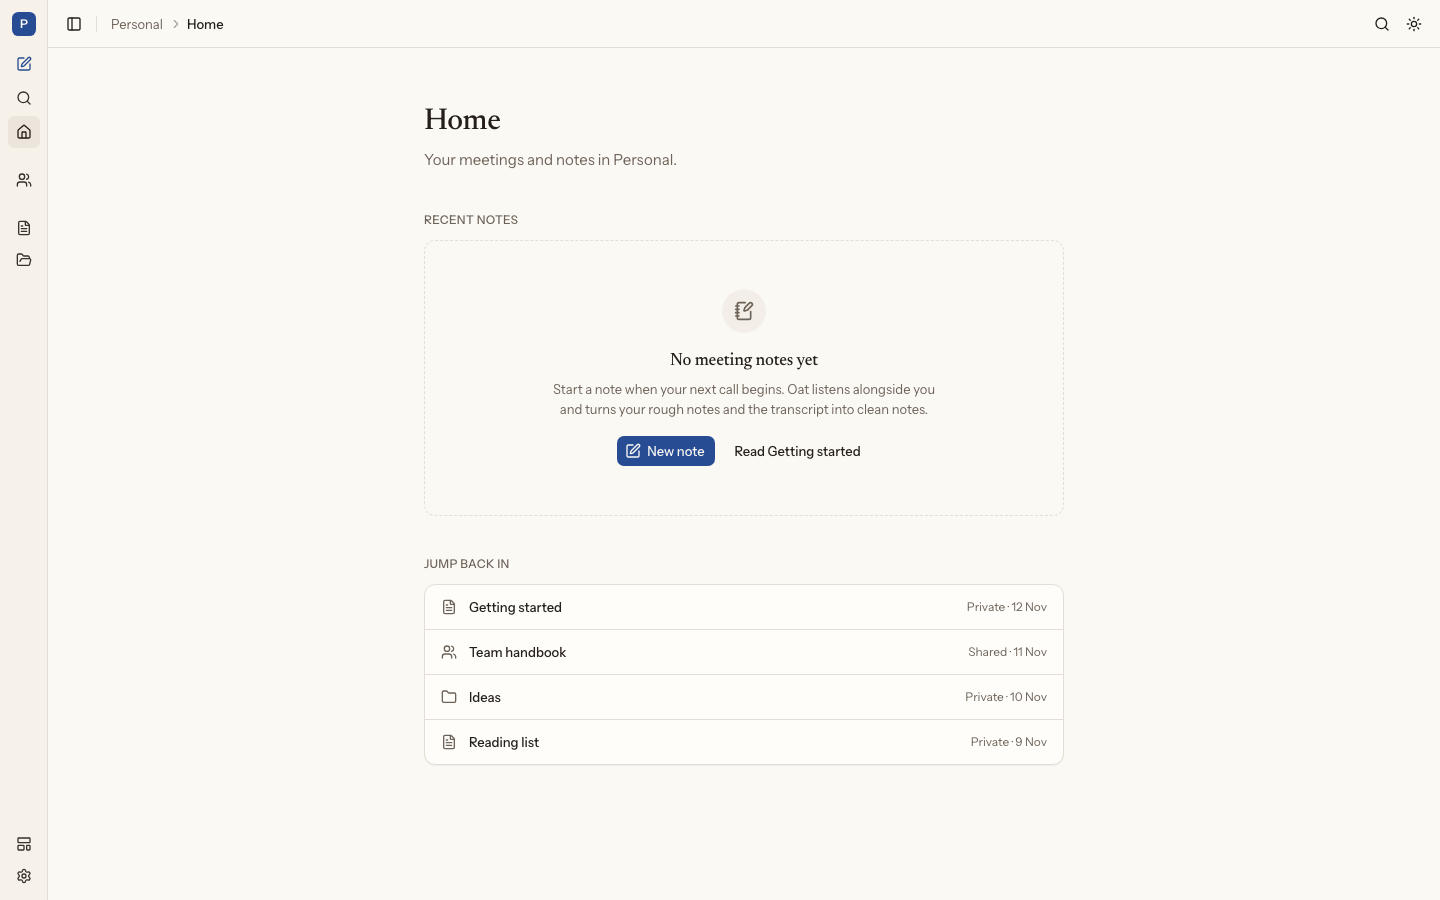 P
Personal > Home
Home
Your meetings and notes in Personal.
RECENT NOTES
No meeting notes yet
Start a note when your next call begins. Oat listens alongside you
and turns your rough notes and the transcript into clean notes.
New note
Read Getting started
JUMP BACK IN
Getting started Private · 12 Nov
Team handbook Shared · 11 Nov
Ideas Private · 10 Nov
Reading list Private · 9 Nov